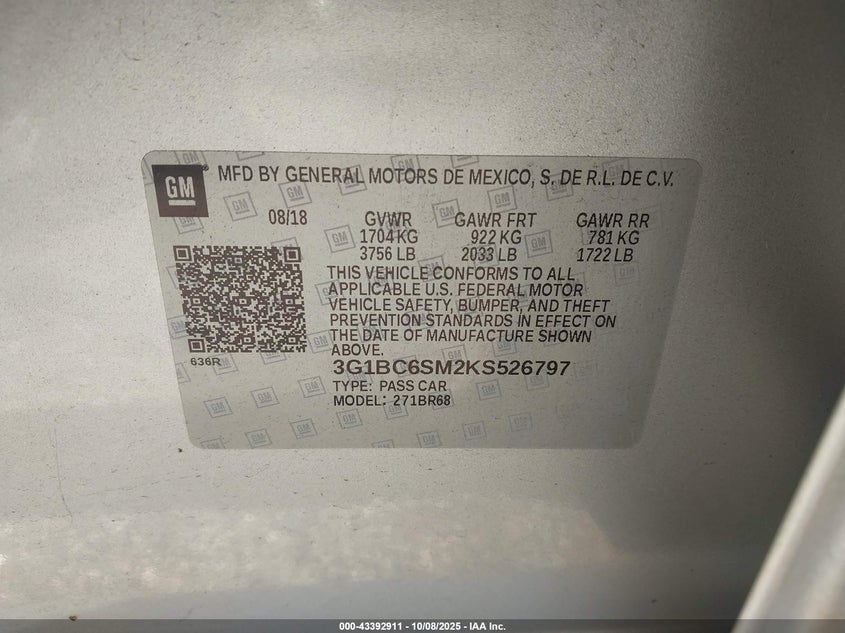 GM
MFD BY GENERAL MOTORS DE MEXICO, S. DE R.L. DE C.V.
08/18 GVWR GAWR FRT GAWR RR
1704 KG 922 KG 781 KG
3756 LB 2033 LB 1722 LB
THIS VEHICLE CONFORMS TO ALL
APPLICABLE U.S. FEDERAL MOTOR
VEHICLE SAFETY, BUMPER, AND THEFT
PREVENTION STANDARDS IN EFFECT ON
THE DATE OF MANUFACTURE SHOWN
ABOVE.
636R
3G1BC6SM2KS526797
TYPE: PASS CAR
MODEL: 271BR68
000-43392911 - 10/08/2025 - IAA Inc.